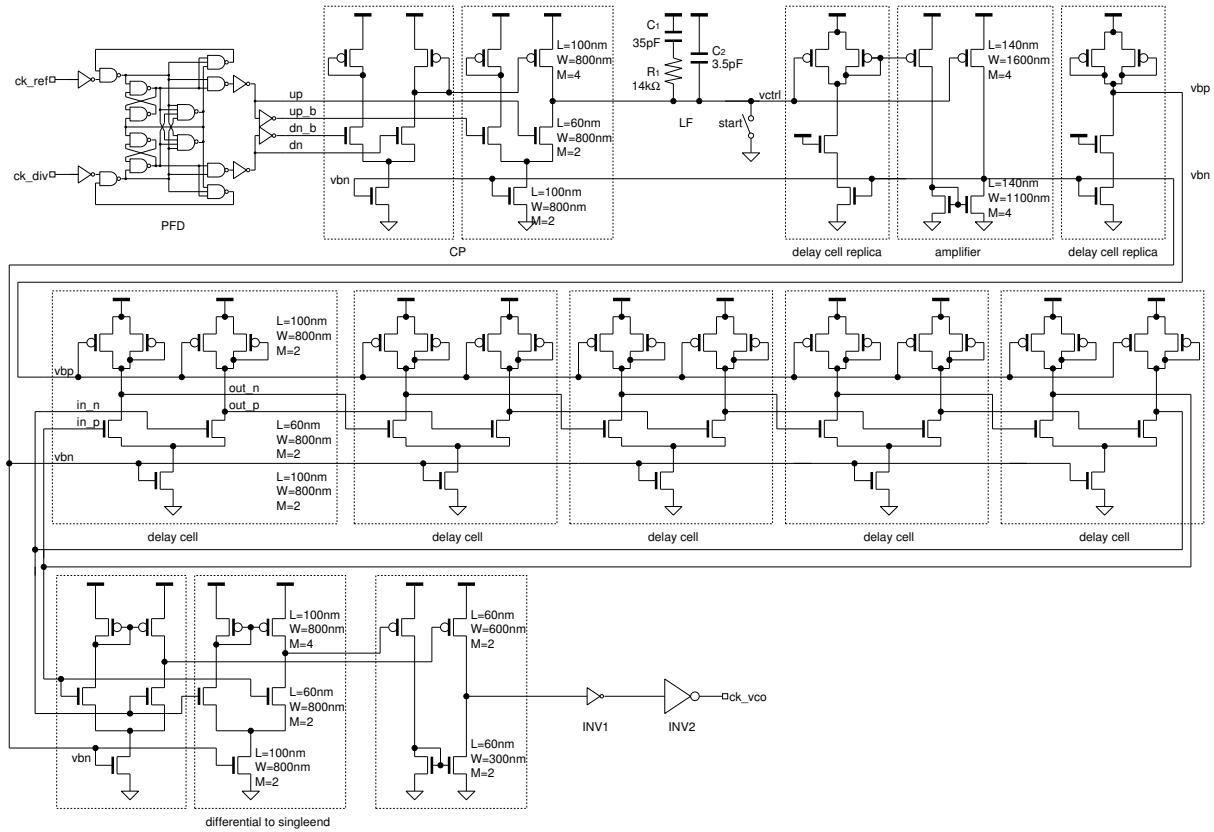 ck_ref
ck_div
PFD
up
up_b
dn_b
dn
vbn
CP
L=100nm
W=800nm
M=4
L=60nm
W=800nm
M=2
L=100nm
W=800nm
M=2
C1
35pF
R1
14kΩ
C2
3.5pF
LF
vctrl
start
delay cell replica
L=140nm
W=1600nm
M=4
L=140nm
W=1100nm
M=4
amplifier
delay cell replica
vbp
vbn
vbp
in_n
in_p
vbn
out_n
out_p
L=100nm
W=800nm
M=2
L=60nm
W=800nm
M=2
L=100nm
W=800nm
M=2
delay cell
delay cell
delay cell
delay cell
delay cell
vbn
L=100nm
W=800nm
M=4
L=60nm
W=800nm
M=2
L=100nm
W=800nm
M=2
differential to singleend
L=60nm
W=600nm
M=2
L=60nm
W=300nm
M=2
INV1
INV2
ck_vco